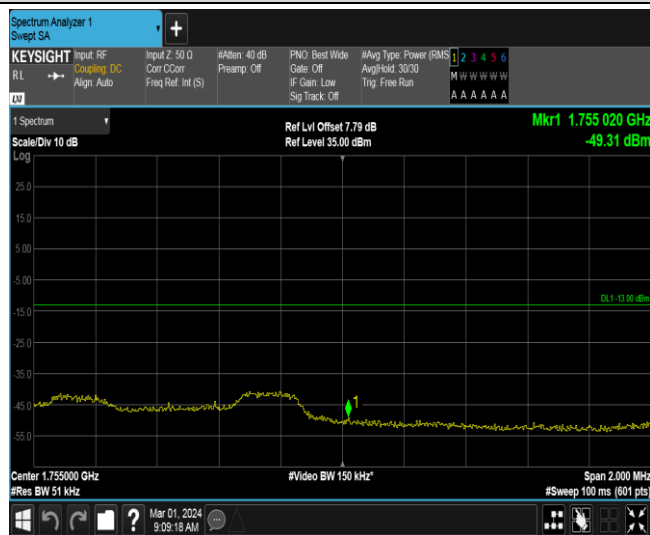 Spectrum Analyzer 1
Swept SA
+
KEYSIGHT
RL
LXI
Input: RF
Coupling: DC
Align: Auto
Input Z: 50 Ω
Corr CCorr
Freq Ref: Int (S)
#Atten: 40 dB
Preamp: Off
PNO: Best Wide
Gate: Off
IF Gain: Low
Sig Track: Off
#Avg Type: Power (RMS
Avg|Hold: 30/30
Trig: Free Run
1 2 3 4 5 6
M W W W W W
A A A A A A
1 Spectrum
Scale/Div 10 dB
Log
Ref Lvl Offset 7.79 dB
Ref Level 35.00 dBm
Mkr1 1.755 020 GHz
-49.31 dBm
25.0
15.0
5.00
-5.00
DL1 -13.00 dBm
-15.0
-25.0
-35.0
-45.0
1
-55.0
Center 1.755000 GHz
#Res BW 51 kHz
#Video BW 150 kHz*
Span 2.000 MHz
#Sweep 100 ms (601 pts)
?
Mar 01, 2024
9:09:18 AM